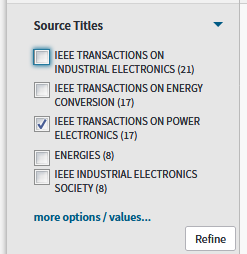 Source Titles
IEEE TRANSACTIONS ON
INDUSTRIAL ELECTRONICS (21)
IEEE TRANSACTIONS ON ENERGY
CONVERSION (17)
IEEE TRANSACTIONS ON POWER
ELECTRONICS (17)
ENERGIES (8)
IEEE INDUSTRIAL ELECTRONICS
SOCIETY (8)
more options / values...
Refine